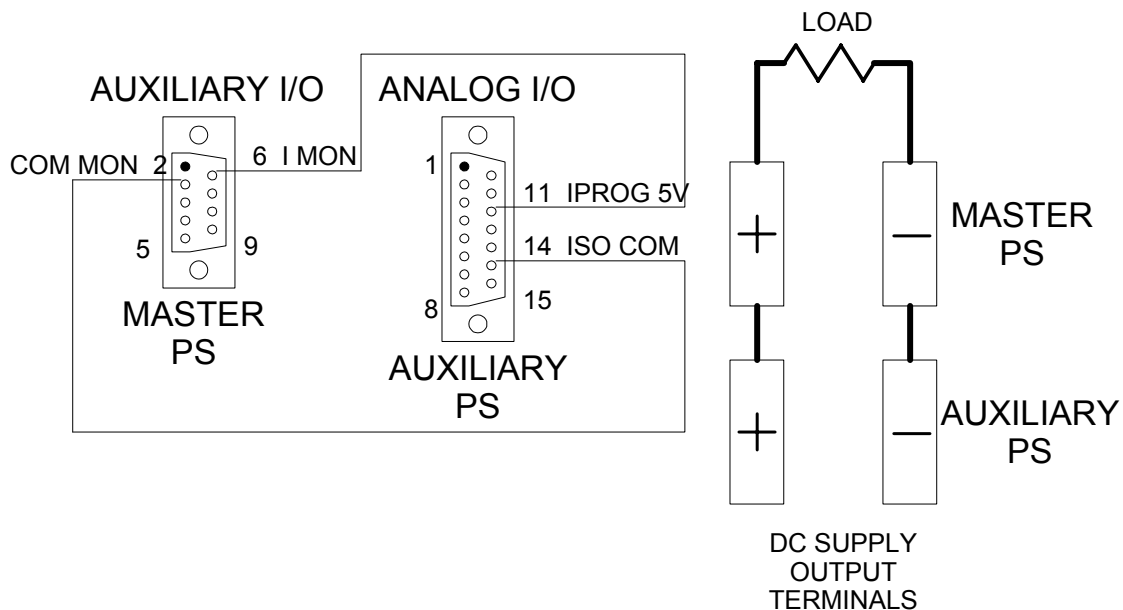 LOAD
AUXILIARY I/O
ANALOG I/O
COM MON 2
6 I MON
1
11 IPROG 5V
14 ISO COM
5
9
8
15
MASTER
PS
AUXILIARY
PS
+
−
MASTER
PS
+
−
AUXILIARY
PS
DC SUPPLY
OUTPUT
TERMINALS